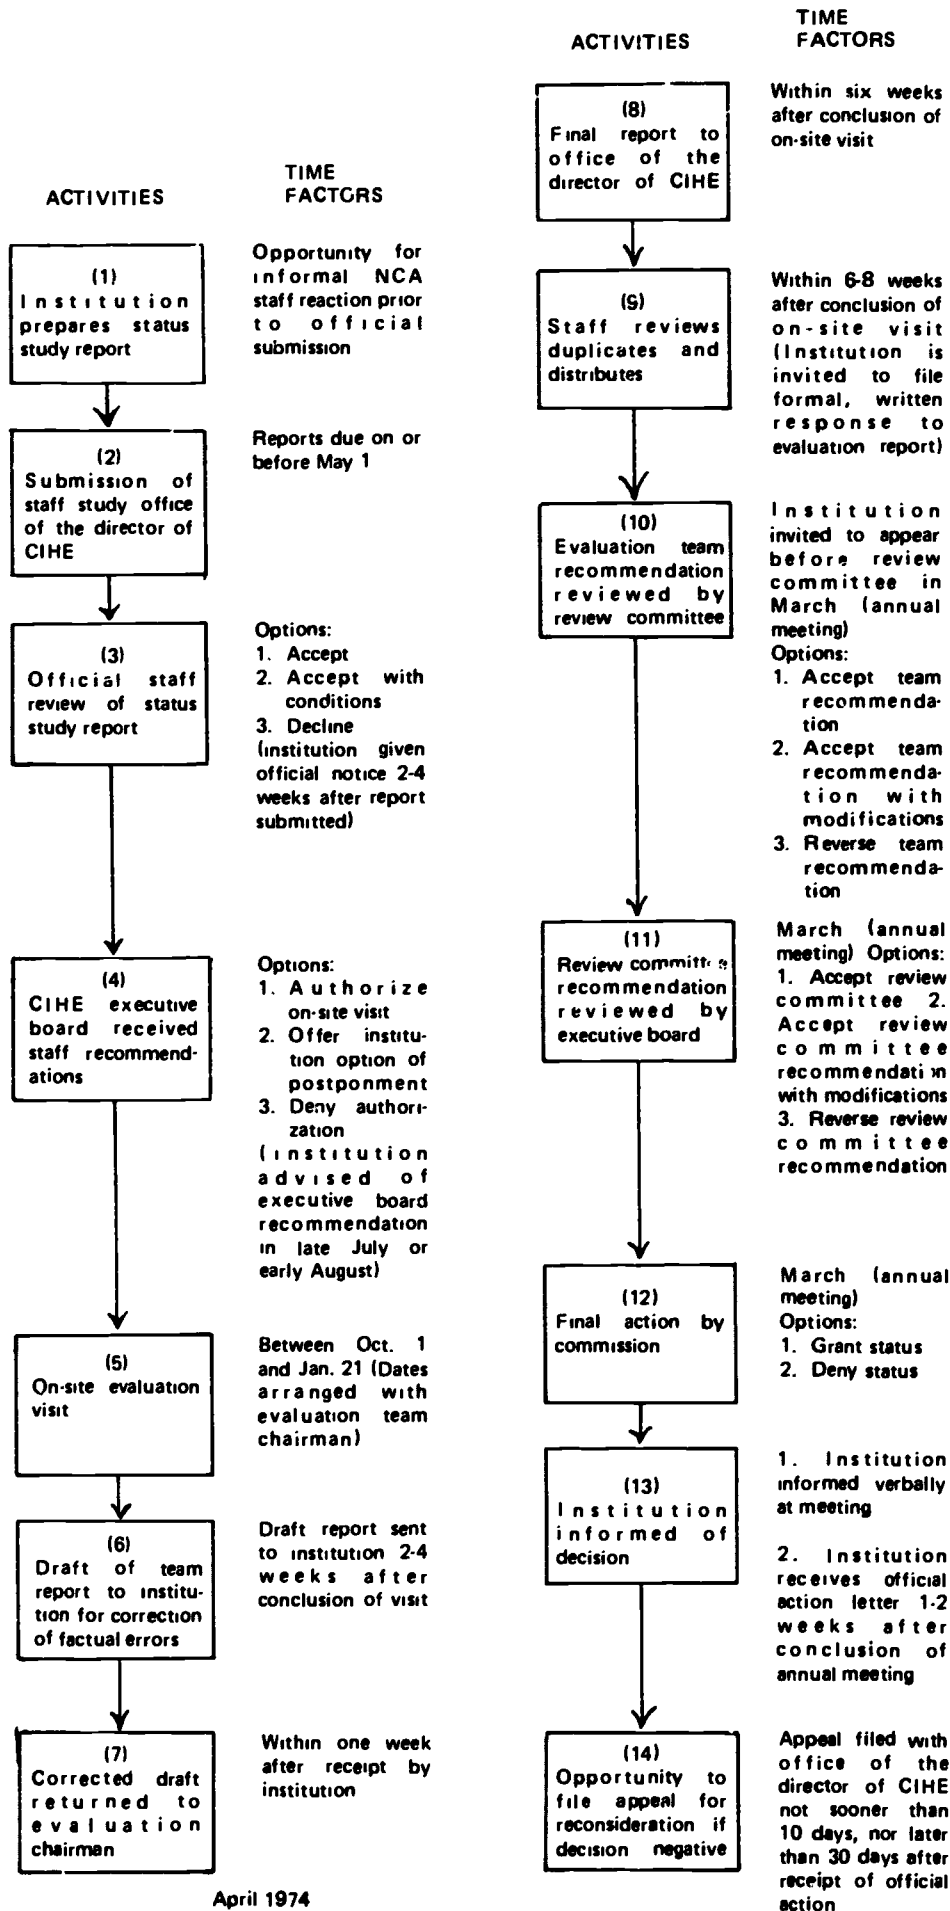 ACTIVITIES
TIME
FACTORS
(1)
Institution
prepares status
study report
Opportunity for
informal NCA
staff reaction prior
to official
submission
(2)
Submission of
staff study office
of the director of
CIHE
Reports due on or
before May 1
(3)
Official staff
review of status
study report
Options:
1. Accept
2. Accept with
conditions
3. Decline
(institution given
official notice 2-4
weeks after report
submitted)
(4)
CIHE executive
board received
staff recommend-
ations
Options:
1. Authorize
on-site visit
2. Offer institu-
tion option of
postponment
3. Deny authori-
zation
(institution
advised of
executive board
recommendation
in late July or
early August)
(5)
On-site evaluation
visit
Between Oct. 1
and Jan. 21 (Dates
arranged with
evaluation team
chairman)
(6)
Draft of team
report to institu-
tion for correction
of factual errors
Draft report sent
to institution 2-4
weeks after
conclusion of visit
(7)
Corrected draft
returned to
evaluation
chairman
Within one week
after receipt by
institution
April 1974
ACTIVITIES
TIME
FACTORS
(8)
Final report to
office of the
director of CIHE
Within six weeks
after conclusion of
on-site visit
(9)
Staff reviews
duplicates and
distributes
Within 6-8 weeks
after conclusion of
on-site visit
(Institution is
invited to file
formal, written
response to
evaluation report)
(10)
Evaluation team
recommendation
reviewed by
review committee
Institution
invited to appear
before review
committee in
March (annual
meeting)
Options:
1. Accept team
recommenda-
tion
2. Accept team
recommenda-
tion with
modifications
3. Reverse team
recommenda-
tion
(11)
Review committee
recommendation
reviewed by
executive board
March (annual
meeting) Options:
1. Accept review
committee 2.
Accept review
committee
recommendation
with modifications
3. Reverse review
committee
recommendation
(12)
Final action by
commission
March (annual
meeting)
Options:
1. Grant status
2. Deny status
(13)
Institution
informed of
decision
1. Institution
informed verbally
at meeting
2. Institution
receives official
action letter 1-2
weeks after
conclusion of
annual meeting
(14)
Opportunity to
file appeal for
reconsideration if
decision negative
Appeal filed with
office of the
director of CIHE
not sooner than
10 days, nor later
than 30 days after
receipt of official
action